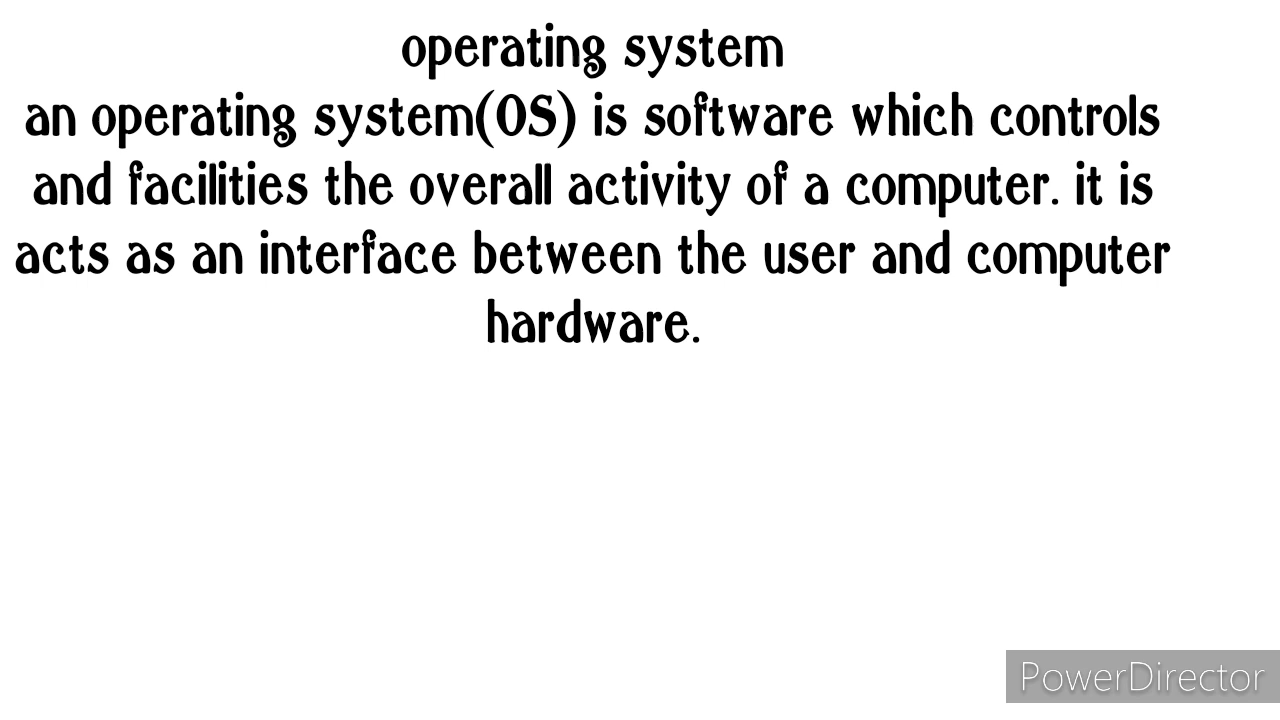 operating system
an operating system(OS) is software which controls
and facilities the overall activity of a computer. it is
acts as an interface between the user and computer
hardware.
PowerDirector